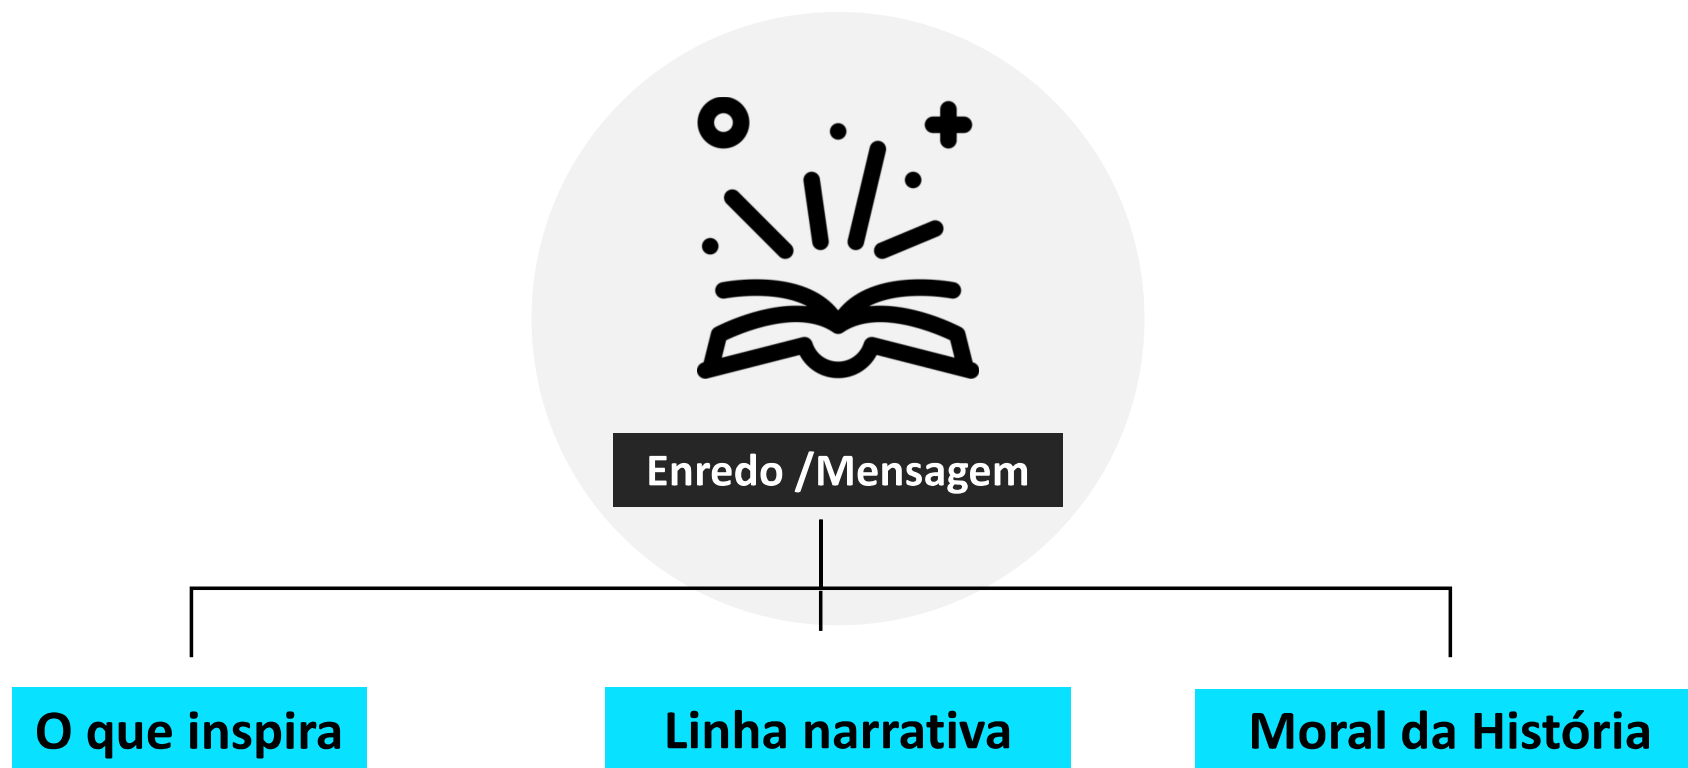 Enredo /Mensagem
O que inspira
Linha narrativa
Moral da História